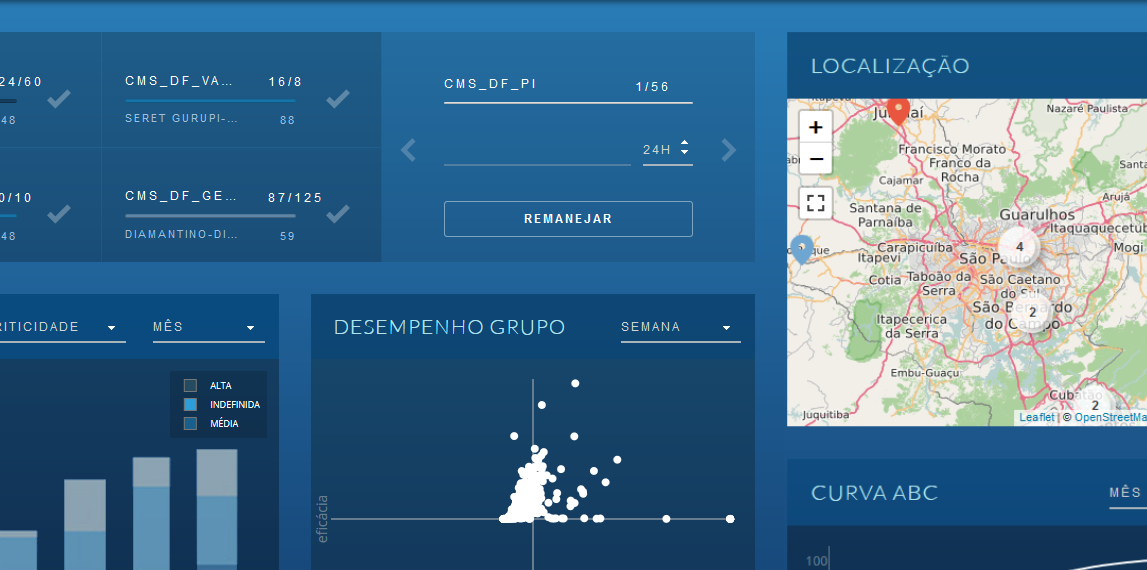 24/60
48
CMS_DF_VA...
16/8
SERET GURUPI-...
88
0/10
48
CMS_DF_GE...
87/125
DIAMANTINO-DI...
59
CMS_DF_PI
1/56
24H
REMANEJAR
LOCALIZAÇÃO
+
−
Jundiaí
Nazaré Paulista
Francisco Morato
Franco da
Rocha
Cajamar
Santana de
Parnaíba
Guarulhos
Arujá
Itaquaquecetub
Carapicuíba
Itapevi
São Paulo
4
Mogi
Cotia
Taboão da
Serra
São Caetano
do Sul
São Bernardo
do Campo
2
Itapecerica
da Serra
Embu-Guaçu
Cubatão
2
Juquitiba
Leaflet | © OpenStreetMa
RITICIDADE
MÊS
ALTA
INDEFINIDA
MÉDIA
DESEMPENHO GRUPO
SEMANA
eficácia
CURVA ABC
MÊS
100